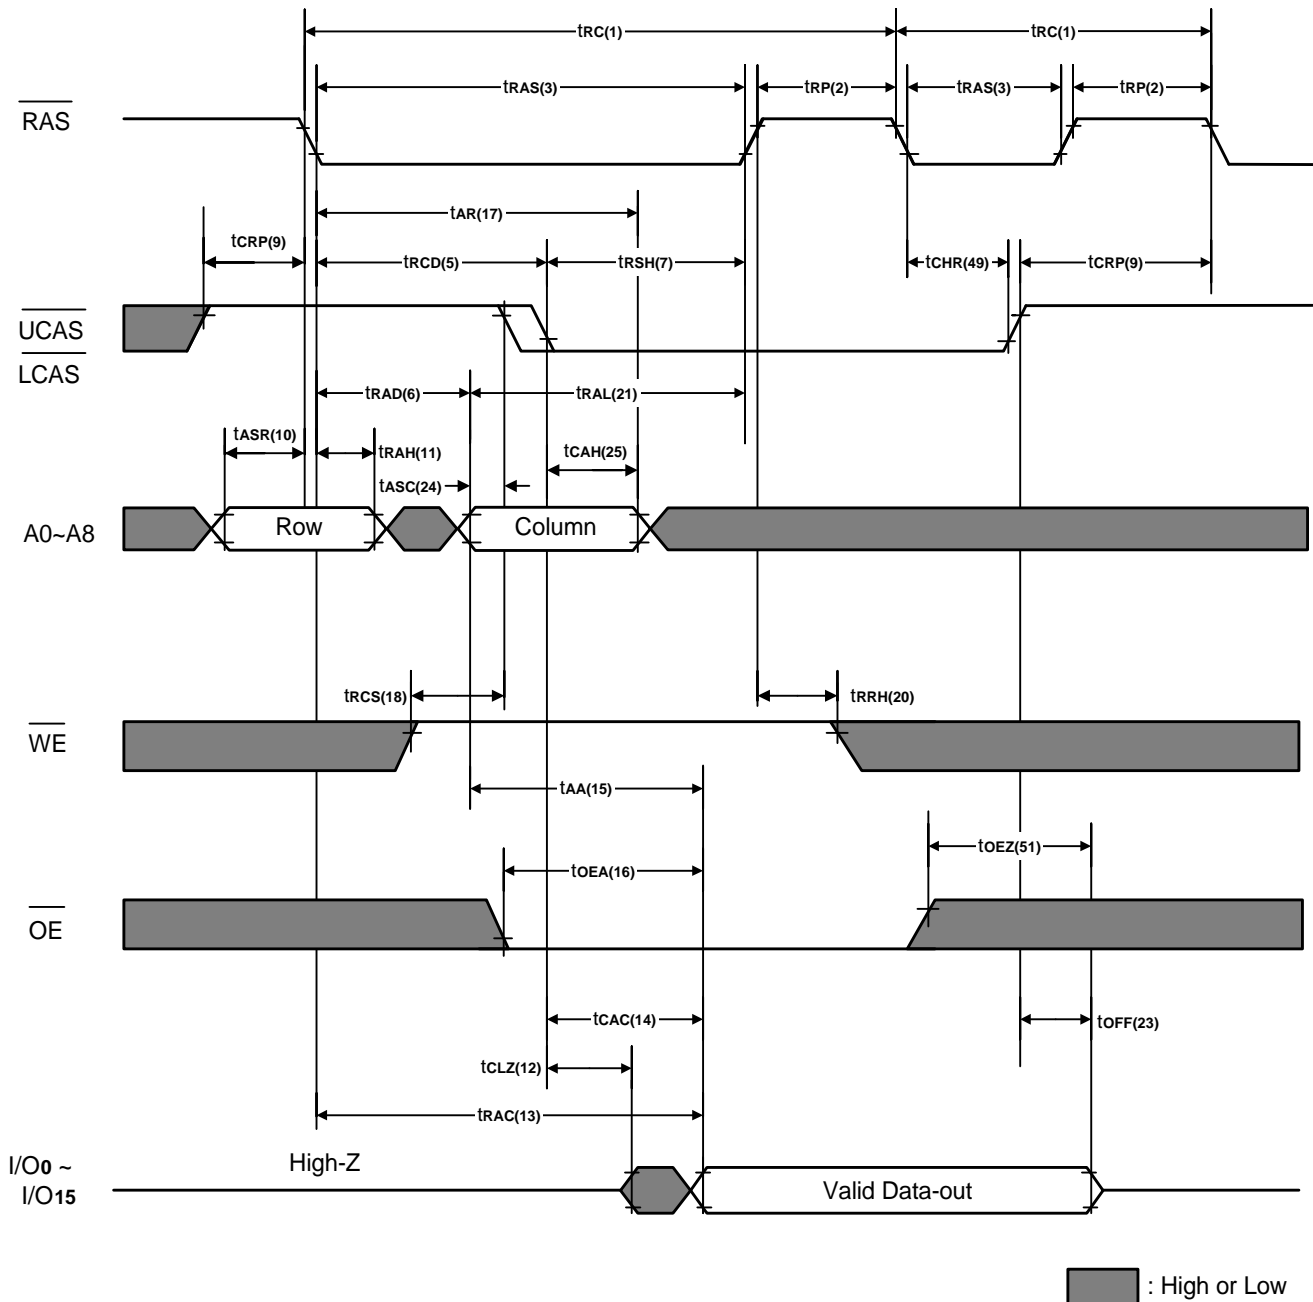 tRC(1) tRC(1)
tRAS(3) tRP(2) tRAS(3) tRP(2)
RAS
tAR(17)
tCRP(9) tRCD(5) tRSH(7) tCHR(49) tCRP(9)
UCAS
LCAS
tRAD(6) tRAL(21)
tASR(10) tRAH(11) tCAH(25)
tASC(24)
A0~A8 Row Column
tRCS(18) tRRH(20)
WE
tAA(15)
tOEZ(51)
tOEA(16)
OE
tCAC(14) tOFF(23)
tCLZ(12)
tRAC(13)
I/O0 ~ High-Z
I/O15 Valid Data-out
: High or Low